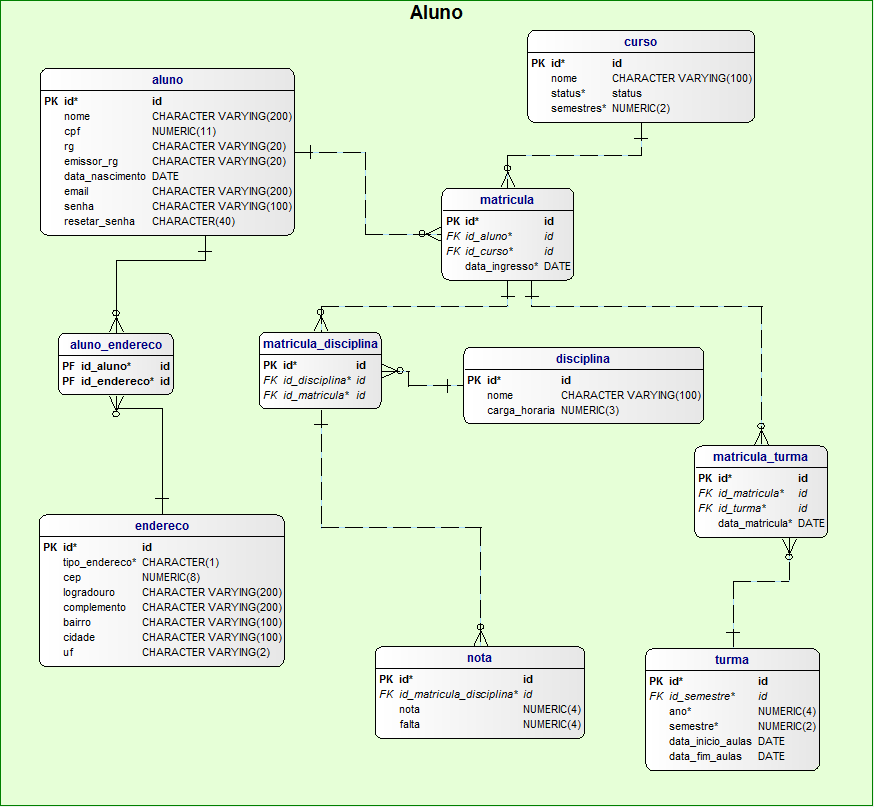 Aluno
curso
PK id* id
nome CHARACTER VARYING(100)
status* status
semestres* NUMERIC(2)
aluno
PK id* id
nome CHARACTER VARYING(200)
cpf NUMERIC(11)
rg CHARACTER VARYING(20)
emissor_rg CHARACTER VARYING(20)
data_nascimento DATE
email CHARACTER VARYING(200)
senha CHARACTER VARYING(100)
resetar_senha CHARACTER(40)
matricula
PK id* id
FK id_aluno* id
FK id_curso* id
data_ingresso* DATE
aluno_endereco
PF id_aluno* id
PF id_endereco* id
matricula_disciplina
PK id* id
FK id_disciplina* id
FK id_matricula* id
disciplina
PK id* id
nome CHARACTER VARYING(100)
carga_horaria NUMERIC(3)
matricula_turma
PK id* id
FK id_matricula* id
FK id_turma* id
data_matricula* DATE
endereco
PK id* id
tipo_endereco* CHARACTER(1)
cep NUMERIC(8)
logradouro CHARACTER VARYING(200)
complemento CHARACTER VARYING(200)
bairro CHARACTER VARYING(100)
cidade CHARACTER VARYING(100)
uf CHARACTER VARYING(2)
nota
PK id* id
FK id_matricula_disciplina* id
nota NUMERIC(4)
falta NUMERIC(4)
turma
PK id* id
FK id_semestre* id
ano* NUMERIC(4)
semestre* NUMERIC(2)
data_inicio_aulas DATE
data_fim_aulas DATE